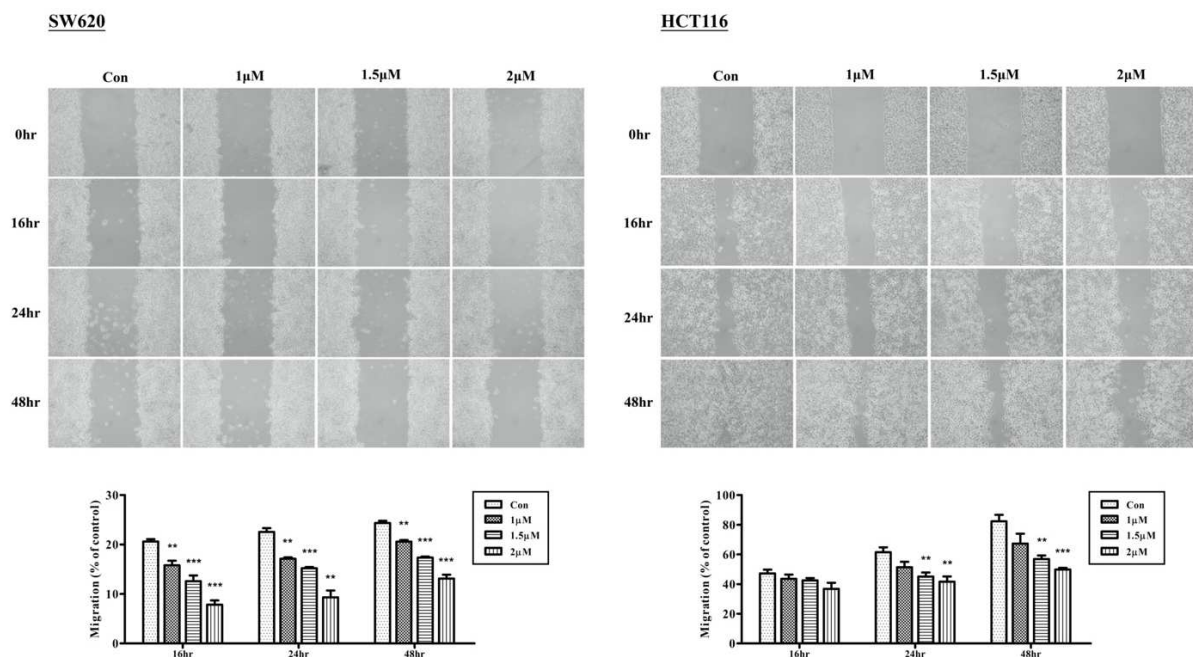 SW620
Con 1μM 1.5μM 2μM
0hr
16hr
24hr
48hr
30
20
10
0
Migration (% of control)
** *** ***
** *** **
** *** ***
16hr 24hr 48hr
Con
1μM
1.5μM
2μM
HCT116
Con 1μM 1.5μM 2μM
0hr
16hr
24hr
48hr
100
80
60
40
20
0
Migration (% of control)
** **
** ***
16hr 24hr 48hr
Con
1μM
1.5μM
2μM